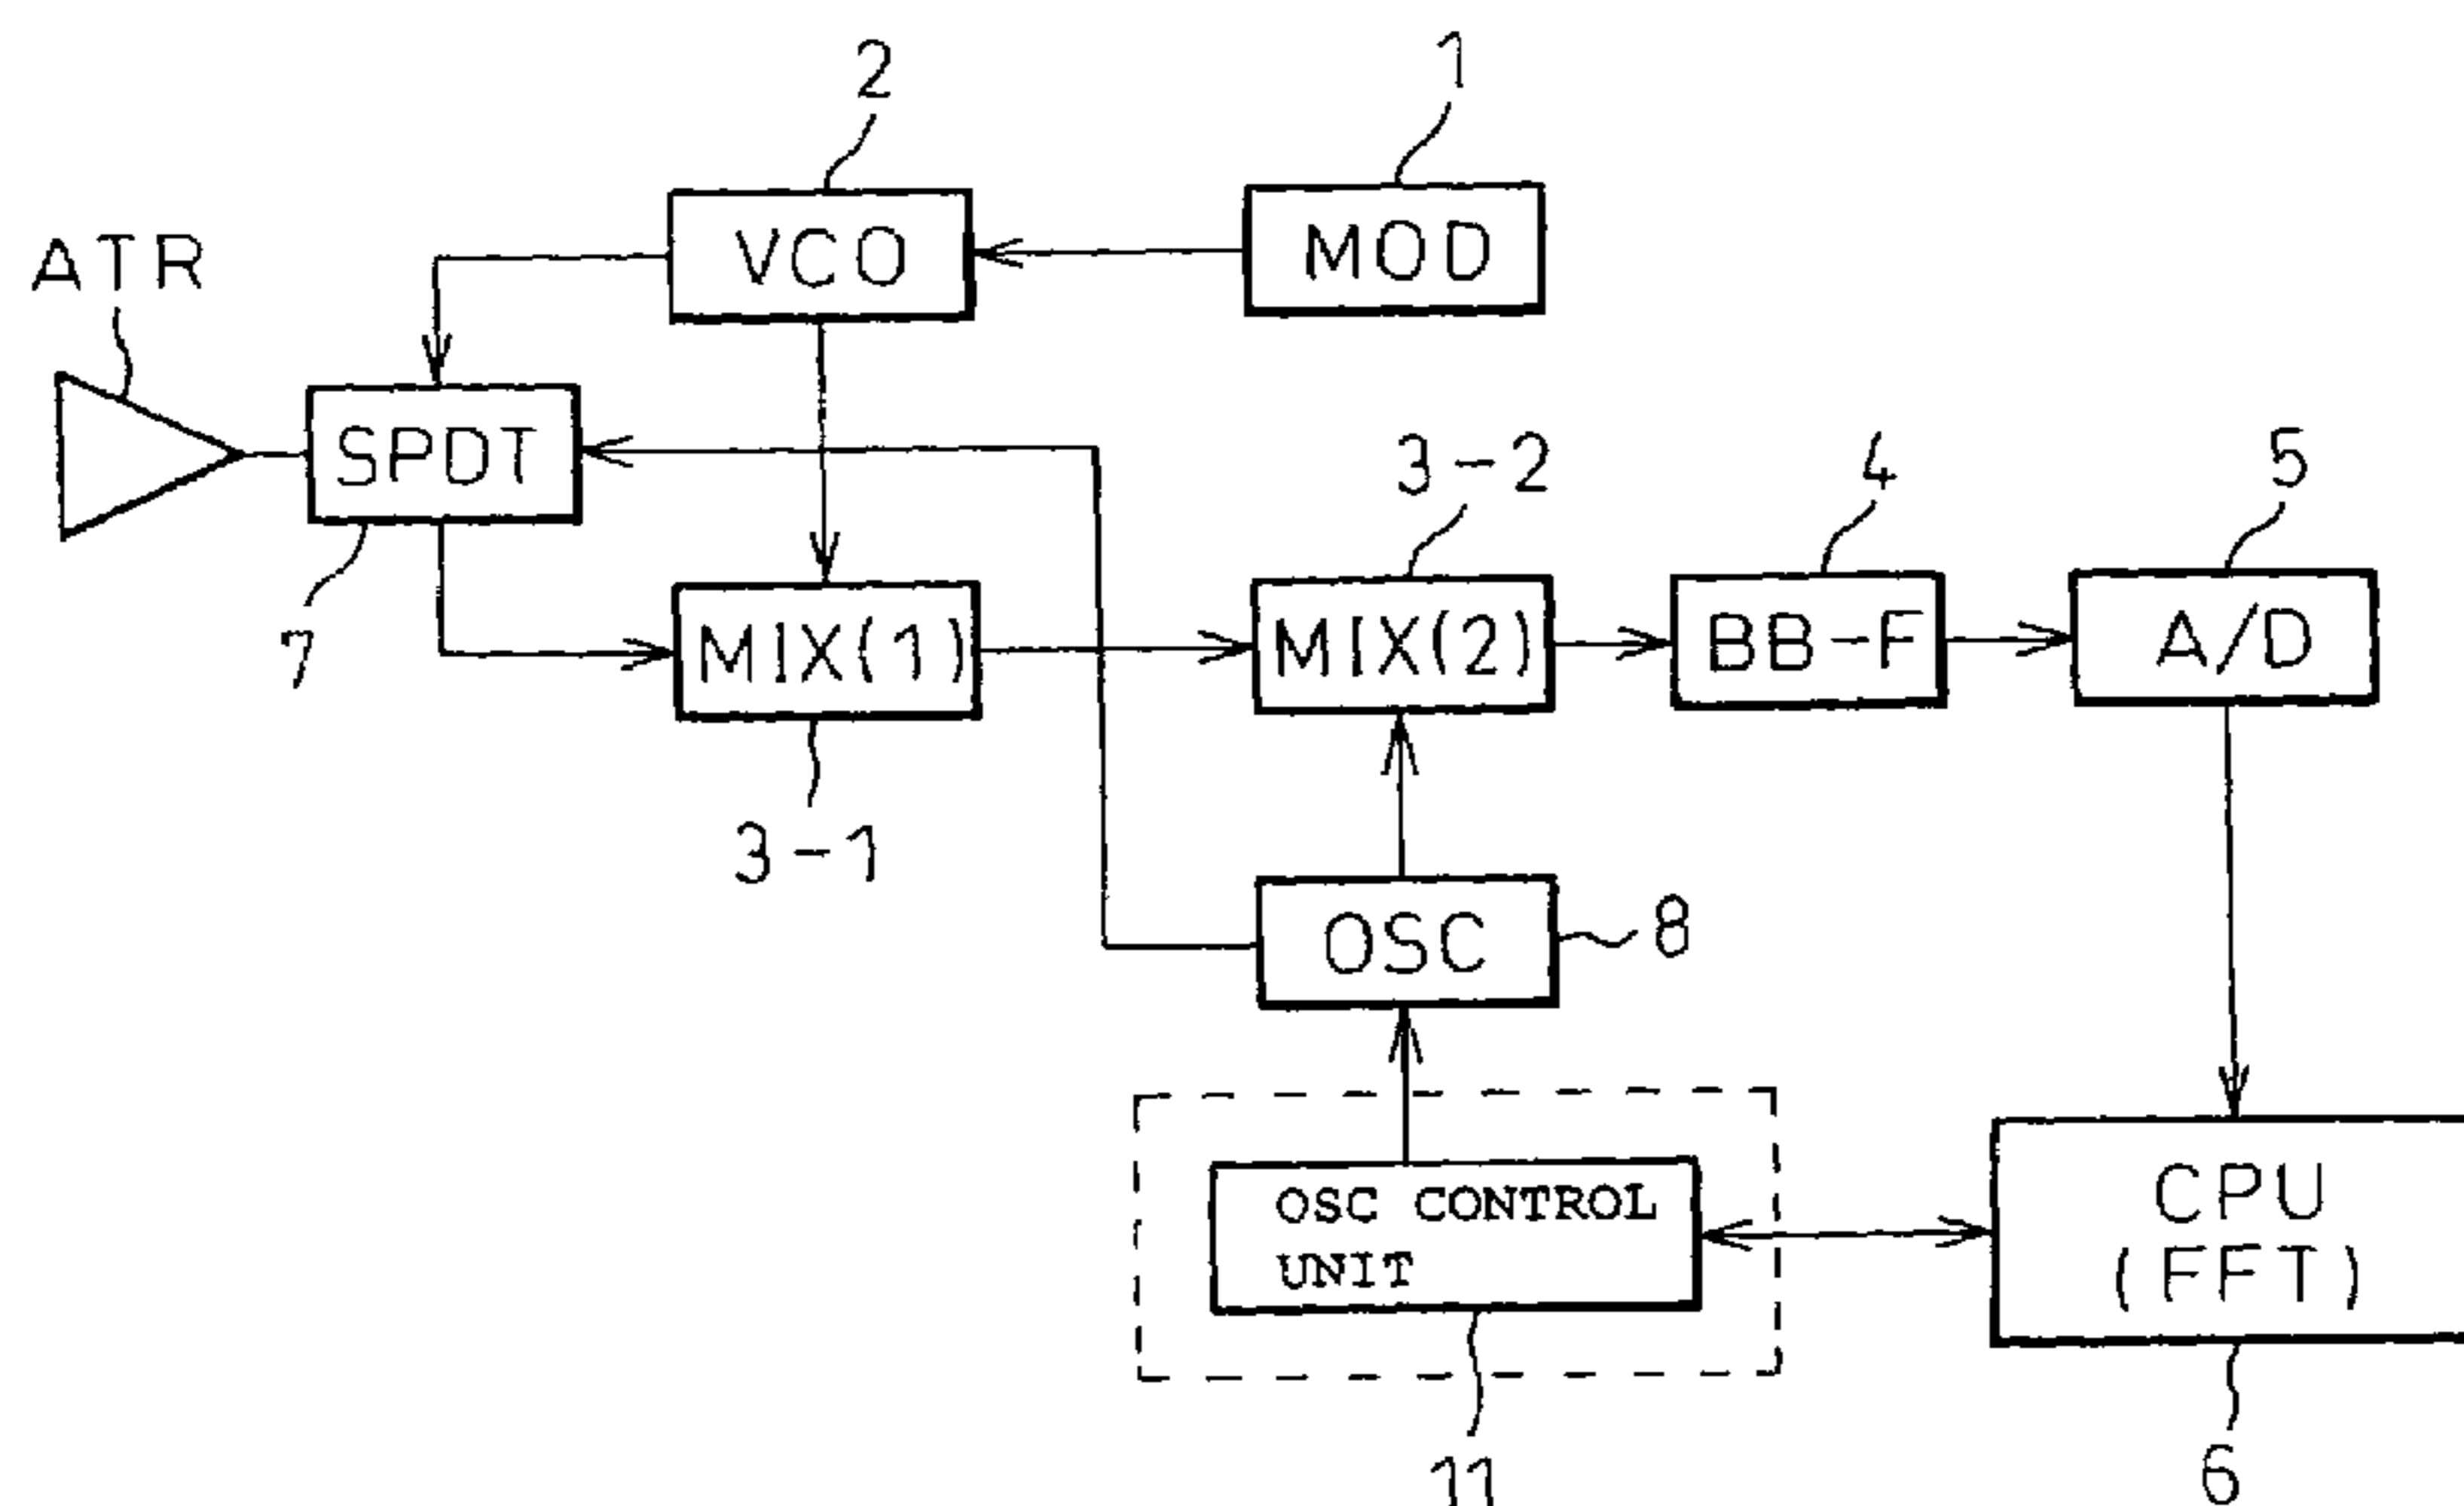 2
1
VCO
MOD
ATR
SPDT
3-2
4
5
7
MIX(1)
MIX(2)
BB-F
A/D
3-1
OSC
8
OSC CONTROL
UNIT
CPU
(FFT)
11
6